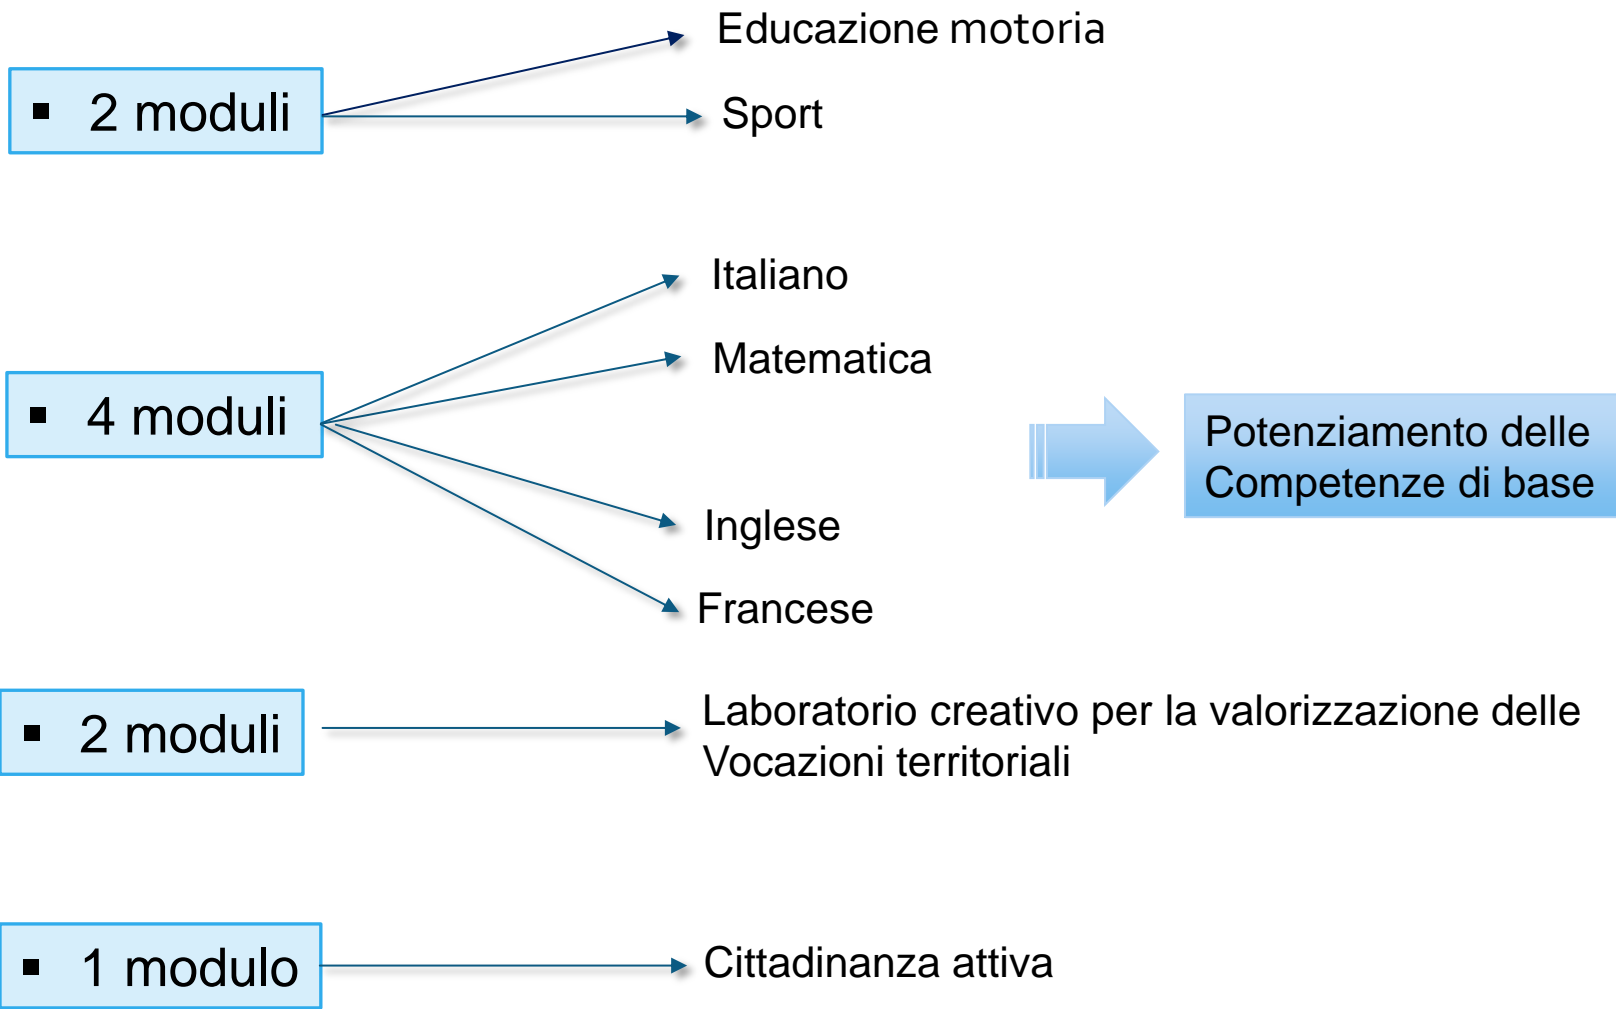 Educazione motoria
▪ 2 moduli
Sport
Italiano
Matematica
▪ 4 moduli
Potenziamento delle
Competenze di base
Inglese
Francese
▪ 2 moduli
Laboratorio creativo per la valorizzazione delle
Vocazioni territoriali
▪ 1 modulo
Cittadinanza attiva